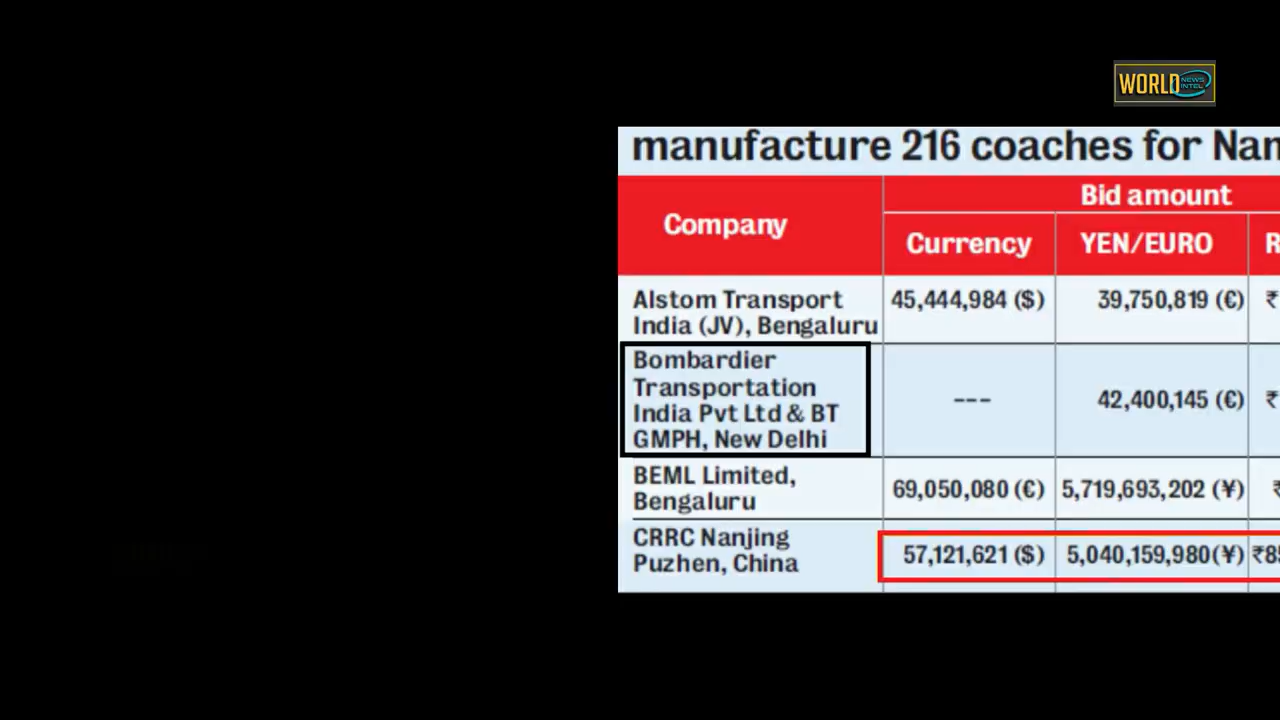 WORLD NEWS INTEL
manufacture 216 coaches for Nam
Company
Bid amount
Currency
YEN/EURO
R
Alstom Transport
India (JV), Bengaluru
45,444,984 ($)
39,750,819 (€)
₹
Bombardier
Transportation
India Pvt Ltd & BT
GMPH, New Delhi
---
42,400,145 (€)
₹
BEML Limited,
Bengaluru
69,050,080 (€)
5,719,693,202 (¥)
₹
CRRC Nanjing
Puzhen, China
57,121,621 ($)
5,040,159,980(¥)
₹85